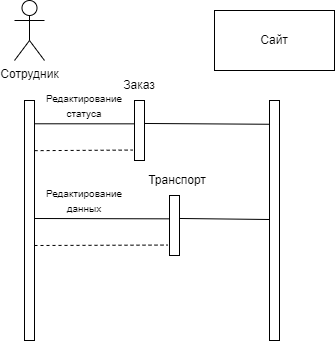 Сайт
Сотрудник
Заказ
Редактирование
статуса
Транспорт
Редактирование
данных